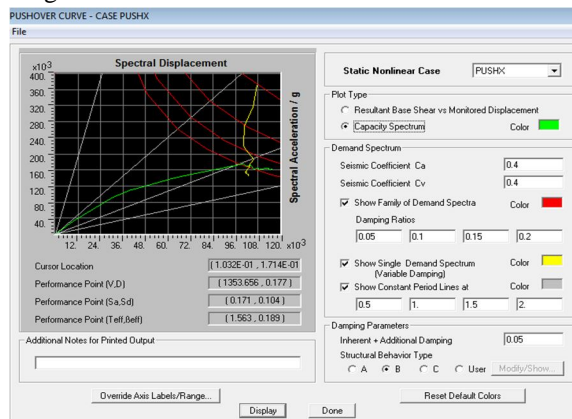 PUSHOVER CURVE - CASE PUSHX
File
Spectral Displacement
x10³
400.
360.
320.
280.
240.
200.
160.
120.
80.
40.
12. 24. 36. 48. 60. 72. 84. 96. 108. 120. x10³
Spectral Acceleration / g
Cursor Location ( 1.032E-01 , 1.714E-01
Performance Point (V,D) ( 1353.656 , 0.177 )
Performance Point (Sa,Sd) ( 0.171 , 0.104 )
Performance Point (Teff,βeff) ( 1.563 , 0.189 )
Additional Notes for Printed Output
Override Axis Labels/Range...
Static Nonlinear Case PUSHX
Plot Type
Resultant Base Shear vs Monitored Displacement
Capacity Spectrum Color
Demand Spectrum
Seismic Coefficient Ca 0.4
Seismic Coefficient Cv 0.4
Show Family of Demand Spectra Color
Damping Ratios
0.05 0.1 0.15 0.2
Show Single Demand Spectrum Color
(Variable Damping)
Show Constant Period Lines at Color
0.5 1. 1.5 2.
Damping Parameters
Inherent + Additional Damping 0.05
Structural Behavior Type
A B C User Modify/Show...
Reset Default Colors
Display Done